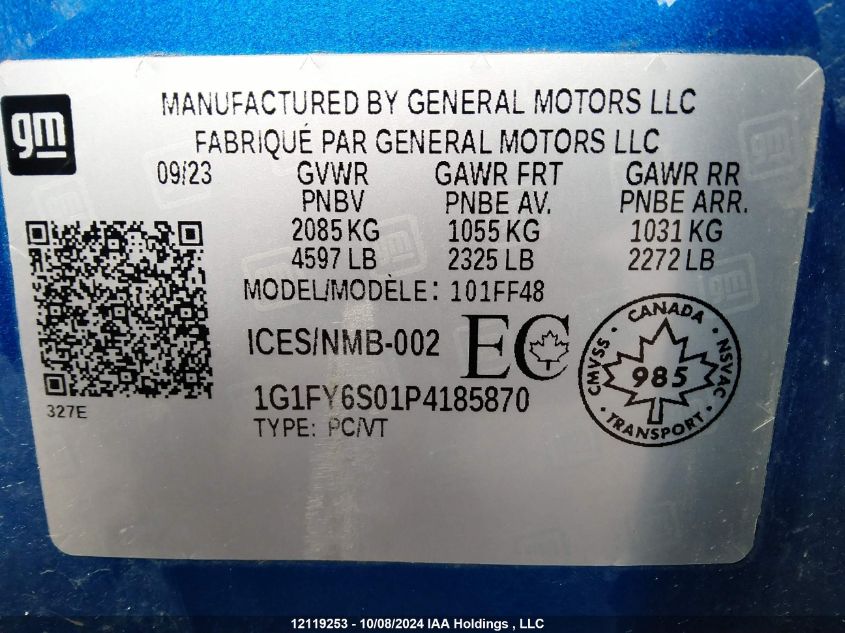 gm
MANUFACTURED BY GENERAL MOTORS LLC
FABRIQUÉ PAR GENERAL MOTORS LLC
09/23 GVWR GAWR FRT GAWR RR
PNBV PNBE AV. PNBE ARR.
2085 KG 1055 KG 1031 KG
4597 LB 2325 LB 2272 LB
MODEL/MODÈLE: 101FF48
ICES/NMB-002 EC
CANADA
CMVSS 985 NSVAC
TRANSPORT
327E
1G1FY6S01P4185870
TYPE: PC/VT
12119253 - 10/08/2024 IAA Holdings , LLC